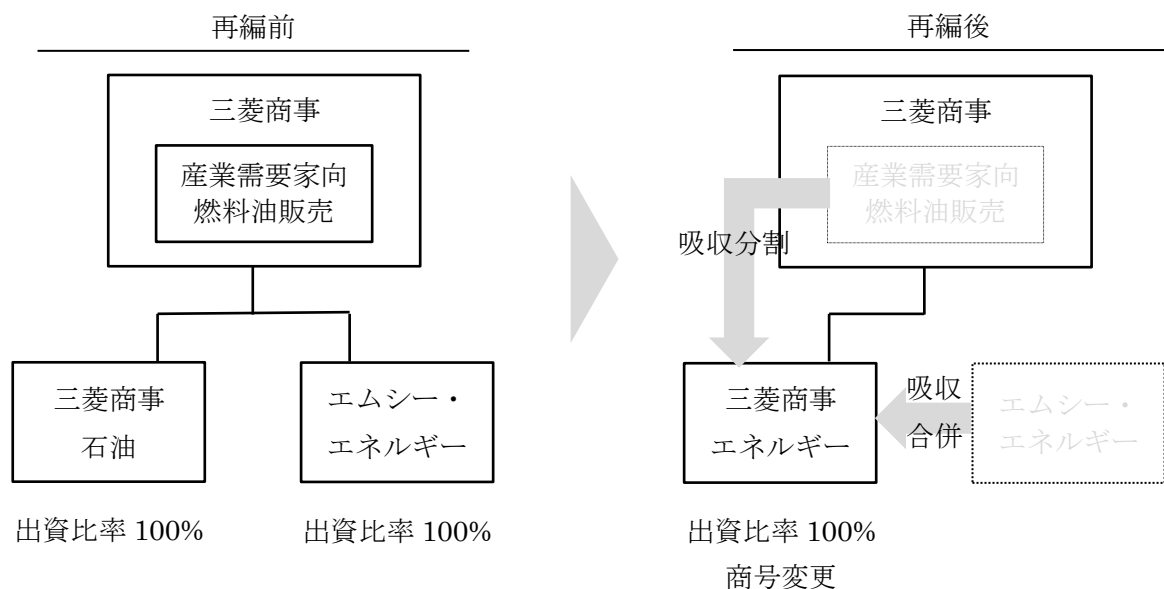 再編前
三菱商事
産業需要家向
燃料油販売
三菱商事
石油
エムシー・
エネルギー
出資比率 100%
出資比率 100%
再編後
三菱商事
産業需要家向
燃料油販売
吸収分割
三菱商事
エネルギー
吸収
合併
エムシー・
エネルギー
出資比率 100%
商号変更